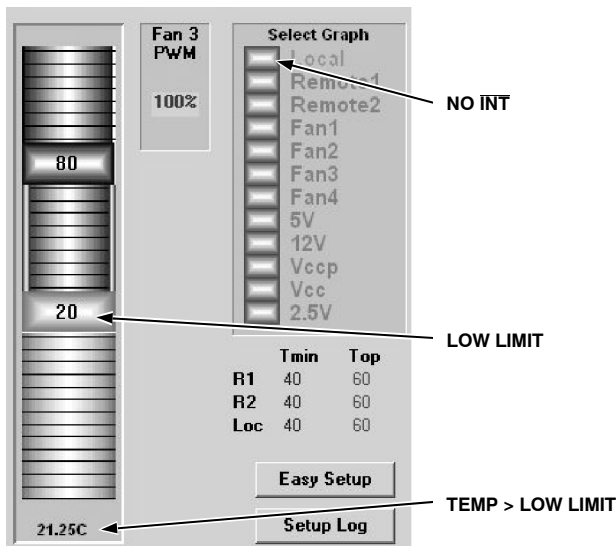 Fan 3
PWM
100%
80
20
21.25C
Select Graph
Local
Remote1
Remote2
Fan1
Fan2
Fan3
Fan4
5V
12V
Vccp
Vcc
2.5V
Tmin Top
R1 40 60
R2 40 60
Loc 40 60
Easy Setup
Setup Log
NO I̅N̅T̅
LOW LIMIT
TEMP > LOW LIMIT